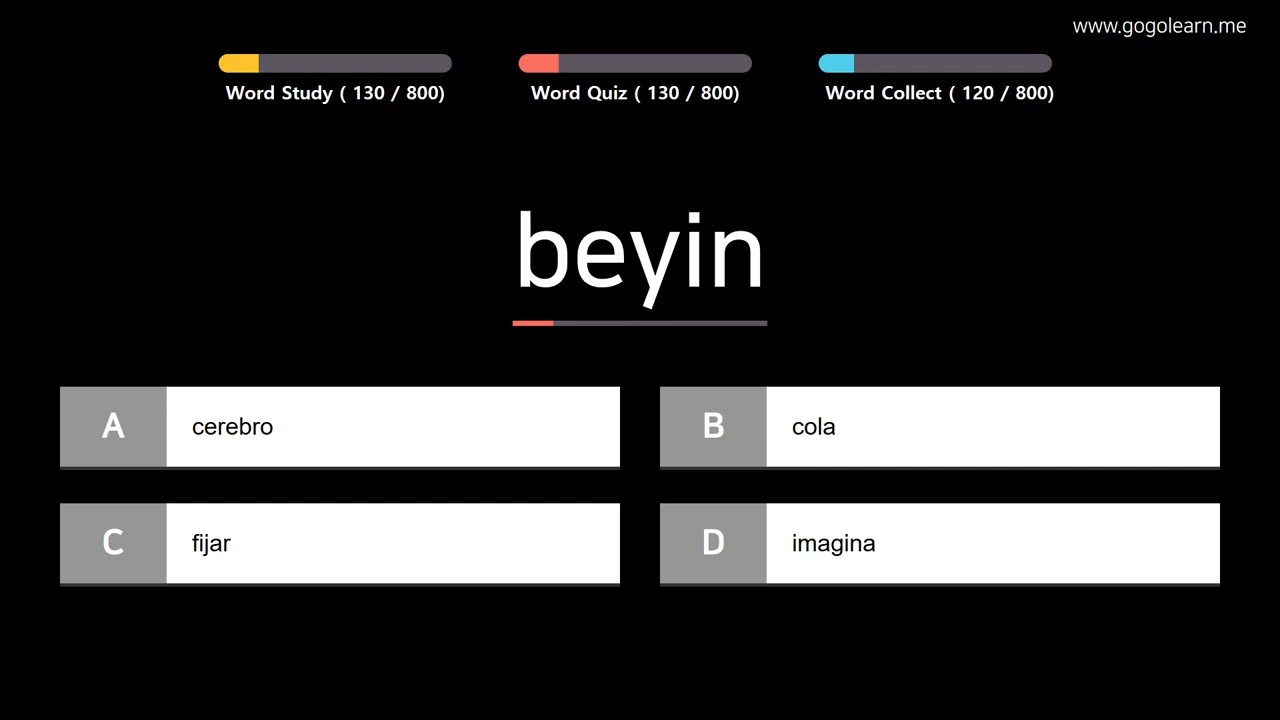 www.gogolearn.me
Word Study ( 130 / 800)
Word Quiz ( 130 / 800)
Word Collect ( 120 / 800)
beyin
A cerebro
B cola
C fijar
D imagina